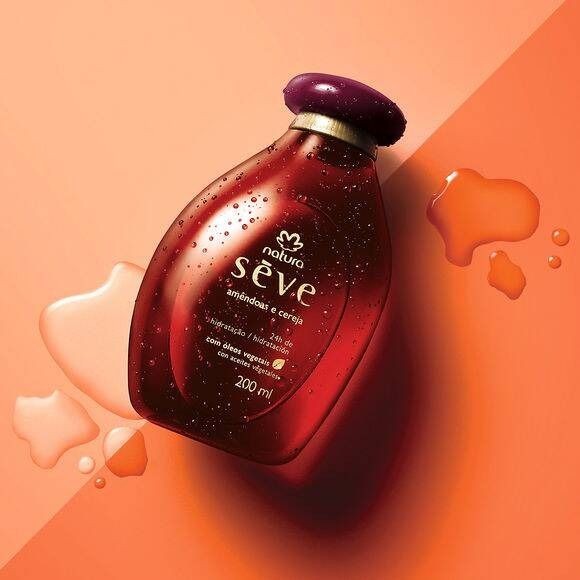 natura
sève
amêndoas e cereja
24h de
hidratação / hidratación
com óleos vegetais
con aceites vegetales
200 ml